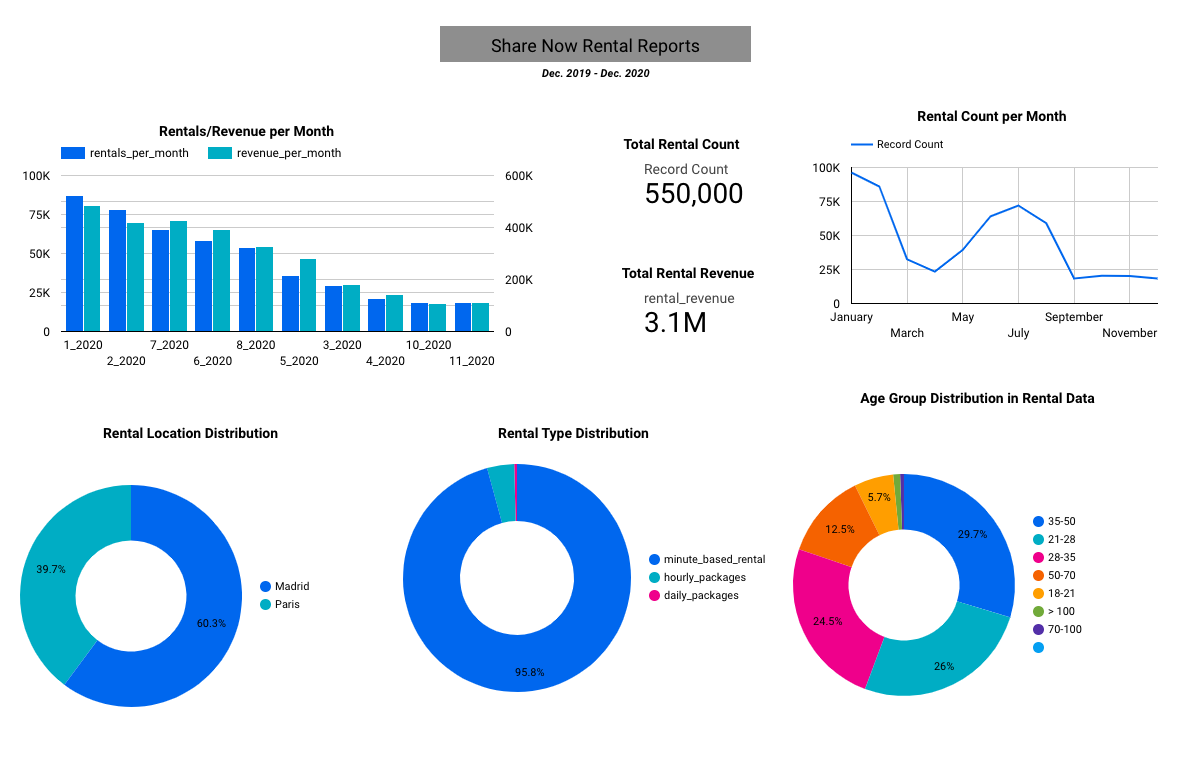 Share Now Rental Reports
Dec. 2019 - Dec. 2020
Rentals/Revenue per Month
rentals_per_month revenue_per_month
100K 600K
75K 400K
50K 200K
25K
0 0
1_2020 7_2020 8_2020 3_2020 10_2020
2_2020 6_2020 5_2020 4_2020 11_2020
Total Rental Count
Record Count
550,000
Total Rental Revenue
rental_revenue
3.1M
Rental Count per Month
Record Count
100K
75K
50K
25K
0
January May September
March July November
Rental Location Distribution
39.7%
60.3%
Madrid
Paris
Rental Type Distribution
95.8%
minute_based_rental
hourly_packages
daily_packages
Age Group Distribution in Rental Data
5.7%
12.5% 29.7%
24.5%
26%
35-50
21-28
28-35
50-70
18-21
> 100
70-100